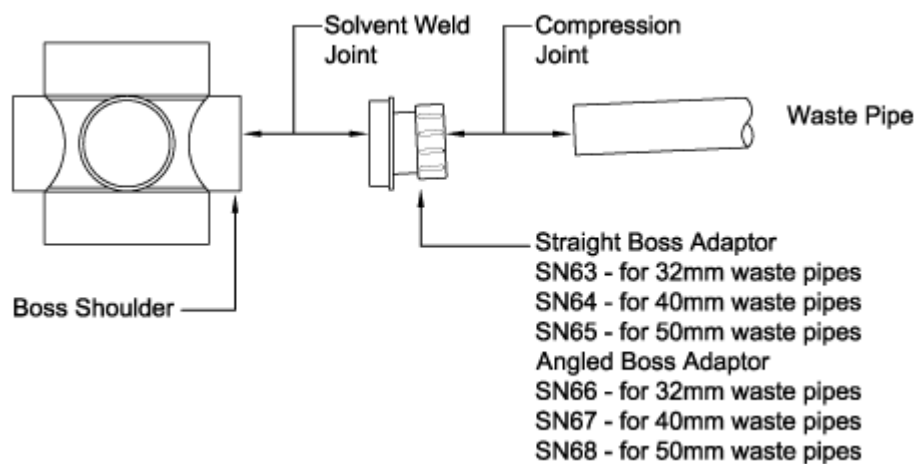 Solvent Weld
Joint
Compression
Joint
Waste Pipe
Boss Shoulder
Straight Boss Adaptor
SN63 - for 32mm waste pipes
SN64 - for 40mm waste pipes
SN65 - for 50mm waste pipes
Angled Boss Adaptor
SN66 - for 32mm waste pipes
SN67 - for 40mm waste pipes
SN68 - for 50mm waste pipes